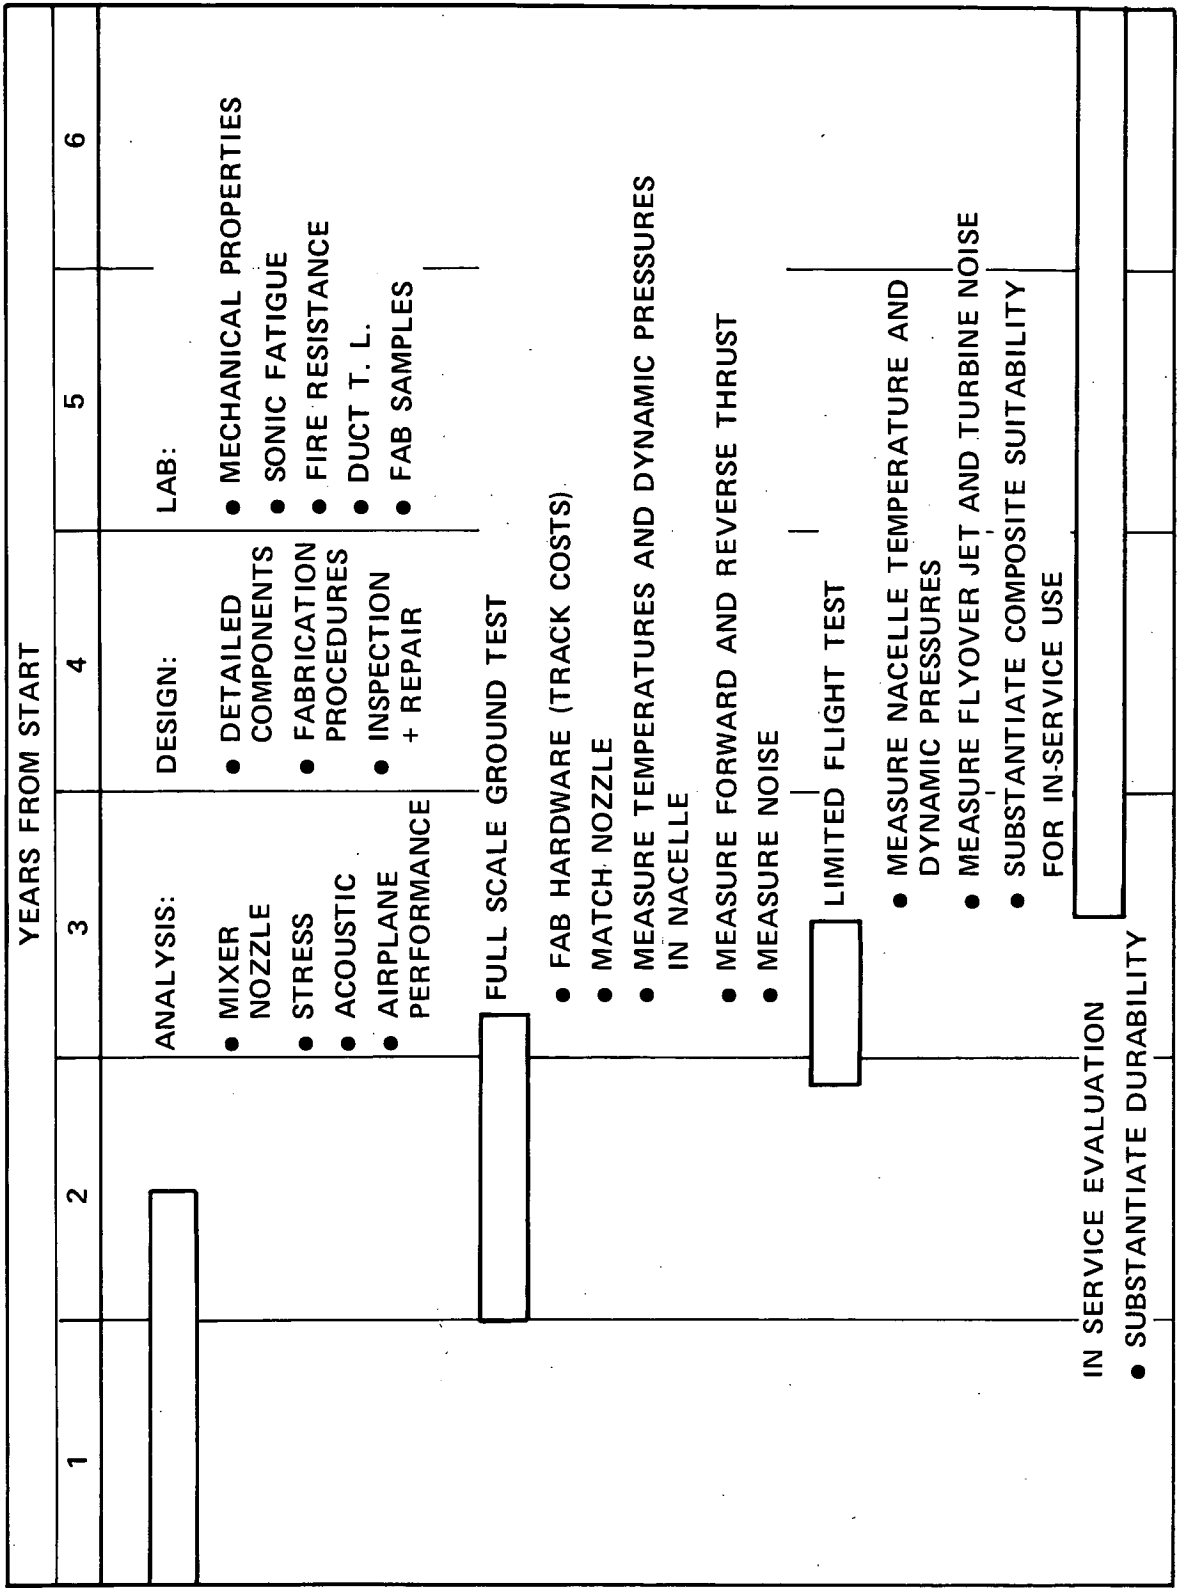 YEARS FROM START
1 2 3 4 5 6
ANALYSIS:
● MIXER
NOZZLE
● STRESS
● ACOUSTIC
● AIRPLANE
PERFORMANCE
DESIGN:
● DETAILED
COMPONENTS
● FABRICATION
PROCEDURES
● INSPECTION
+ REPAIR
LAB:
● MECHANICAL PROPERTIES
● SONIC FATIGUE
● FIRE RESISTANCE
● DUCT T. L.
● FAB SAMPLES
FULL SCALE GROUND TEST
● FAB HARDWARE (TRACK COSTS)
● MATCH NOZZLE
● MEASURE TEMPERATURES AND DYNAMIC PRESSURES
IN NACELLE
● MEASURE FORWARD AND REVERSE THRUST
● MEASURE NOISE
LIMITED FLIGHT TEST
● MEASURE NACELLE TEMPERATURE AND
DYNAMIC PRESSURES
● MEASURE FLYOVER JET AND TURBINE NOISE
● SUBSTANTIATE COMPOSITE SUITABILITY
FOR IN-SERVICE USE
IN SERVICE EVALUATION
● SUBSTANTIATE DURABILITY